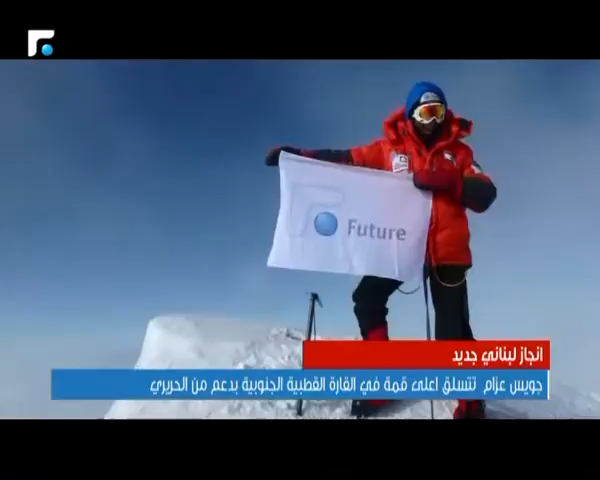 Future
انجاز لبناني جديد
جويس عزام تتسلق اعلى قمة في القارة القطبية الجنوبية بدعم من الحريري